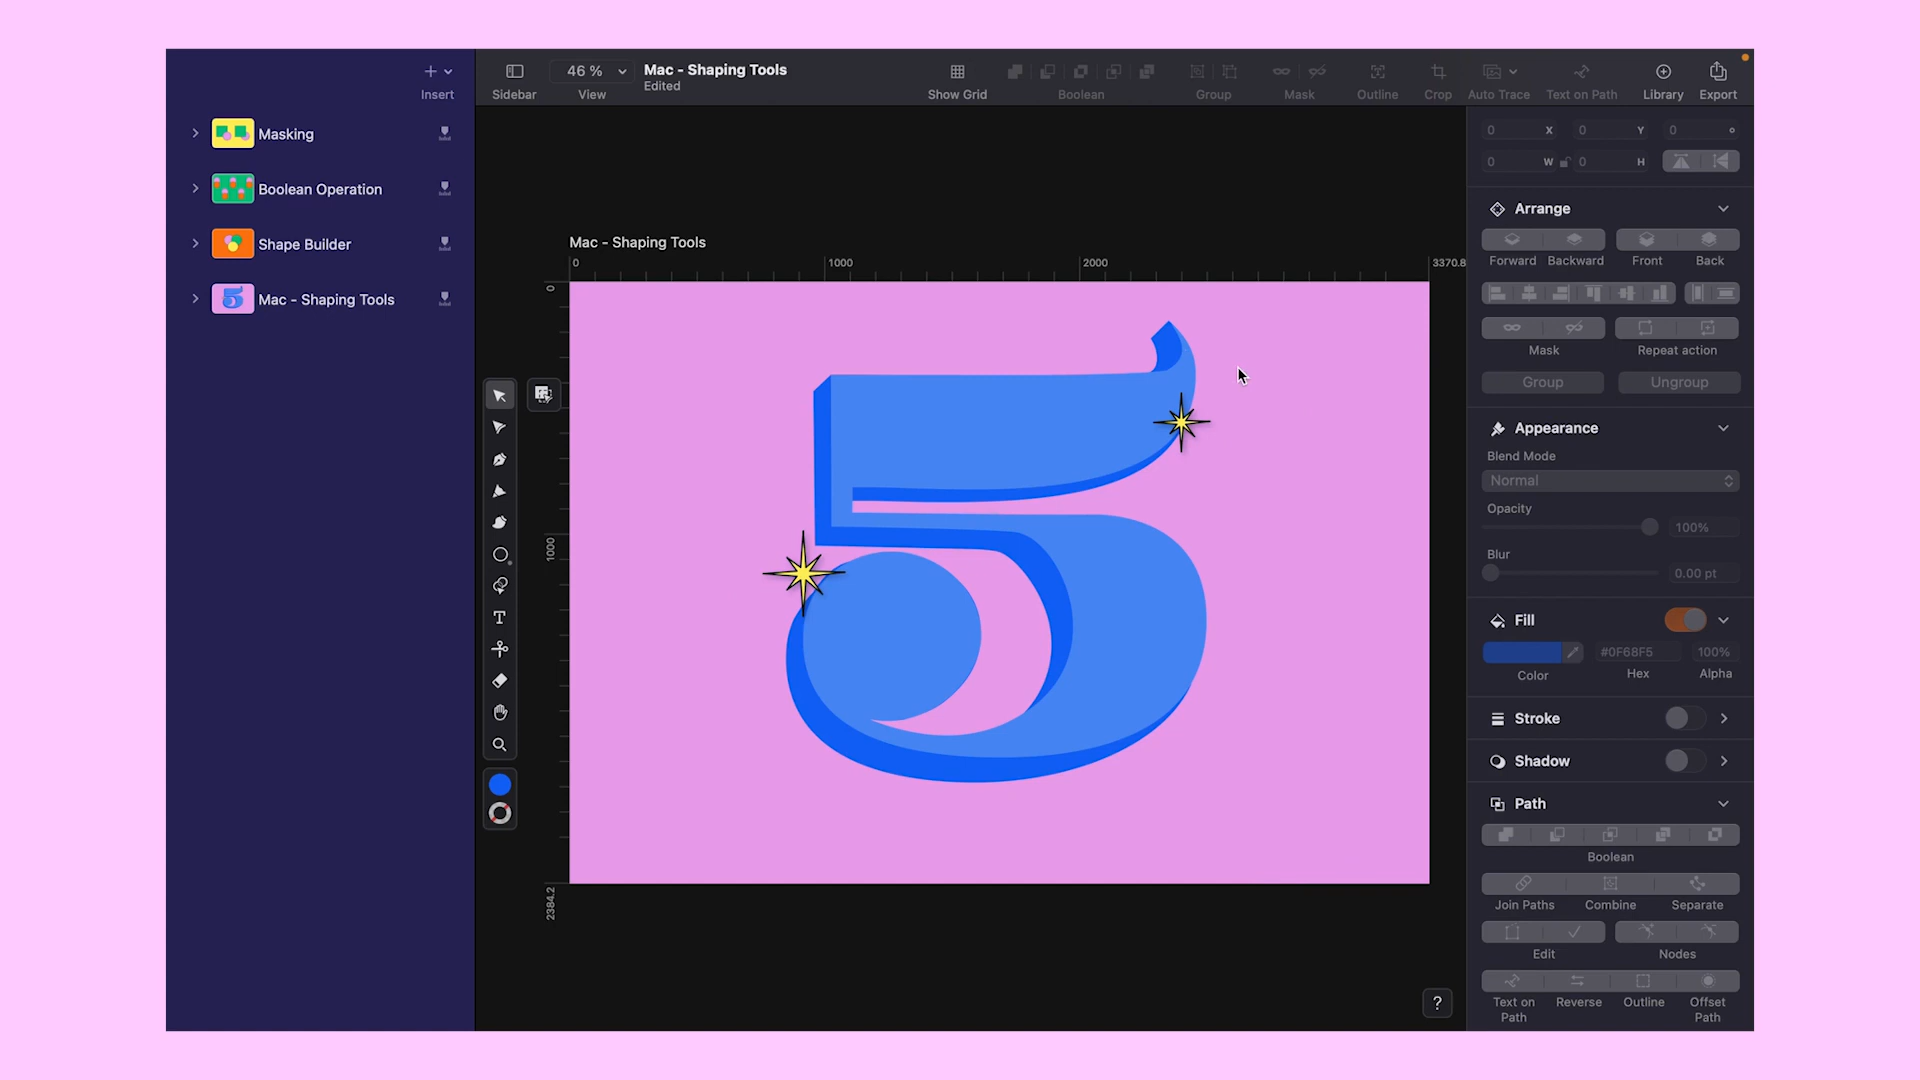 Insert
Masking
Boolean Operation
Shape Builder
5
Mac - Shaping Tools
Sidebar
46 %
View
Mac - Shaping Tools
Edited
Show Grid
Boolean
Group
Mask
Outline
Crop
Auto Trace
Text on Path
Library
Export
Mac - Shaping Tools
0
1000
2000
3370.8
0
1000
2384.2
5
T
?
0 X
0 Y
0 °
0 W
0 H
Arrange
Forward
Backward
Front
Back
Mask
Repeat action
Group
Ungroup
Appearance
Blend Mode
Normal
Opacity
100%
Blur
0.00 pt
Fill
#0F68F5
100%
Color
Hex
Alpha
Stroke
Shadow
Path
Boolean
Join Paths
Combine
Separate
Edit
Nodes
Text on
Path
Reverse
Outline
Offset
Path